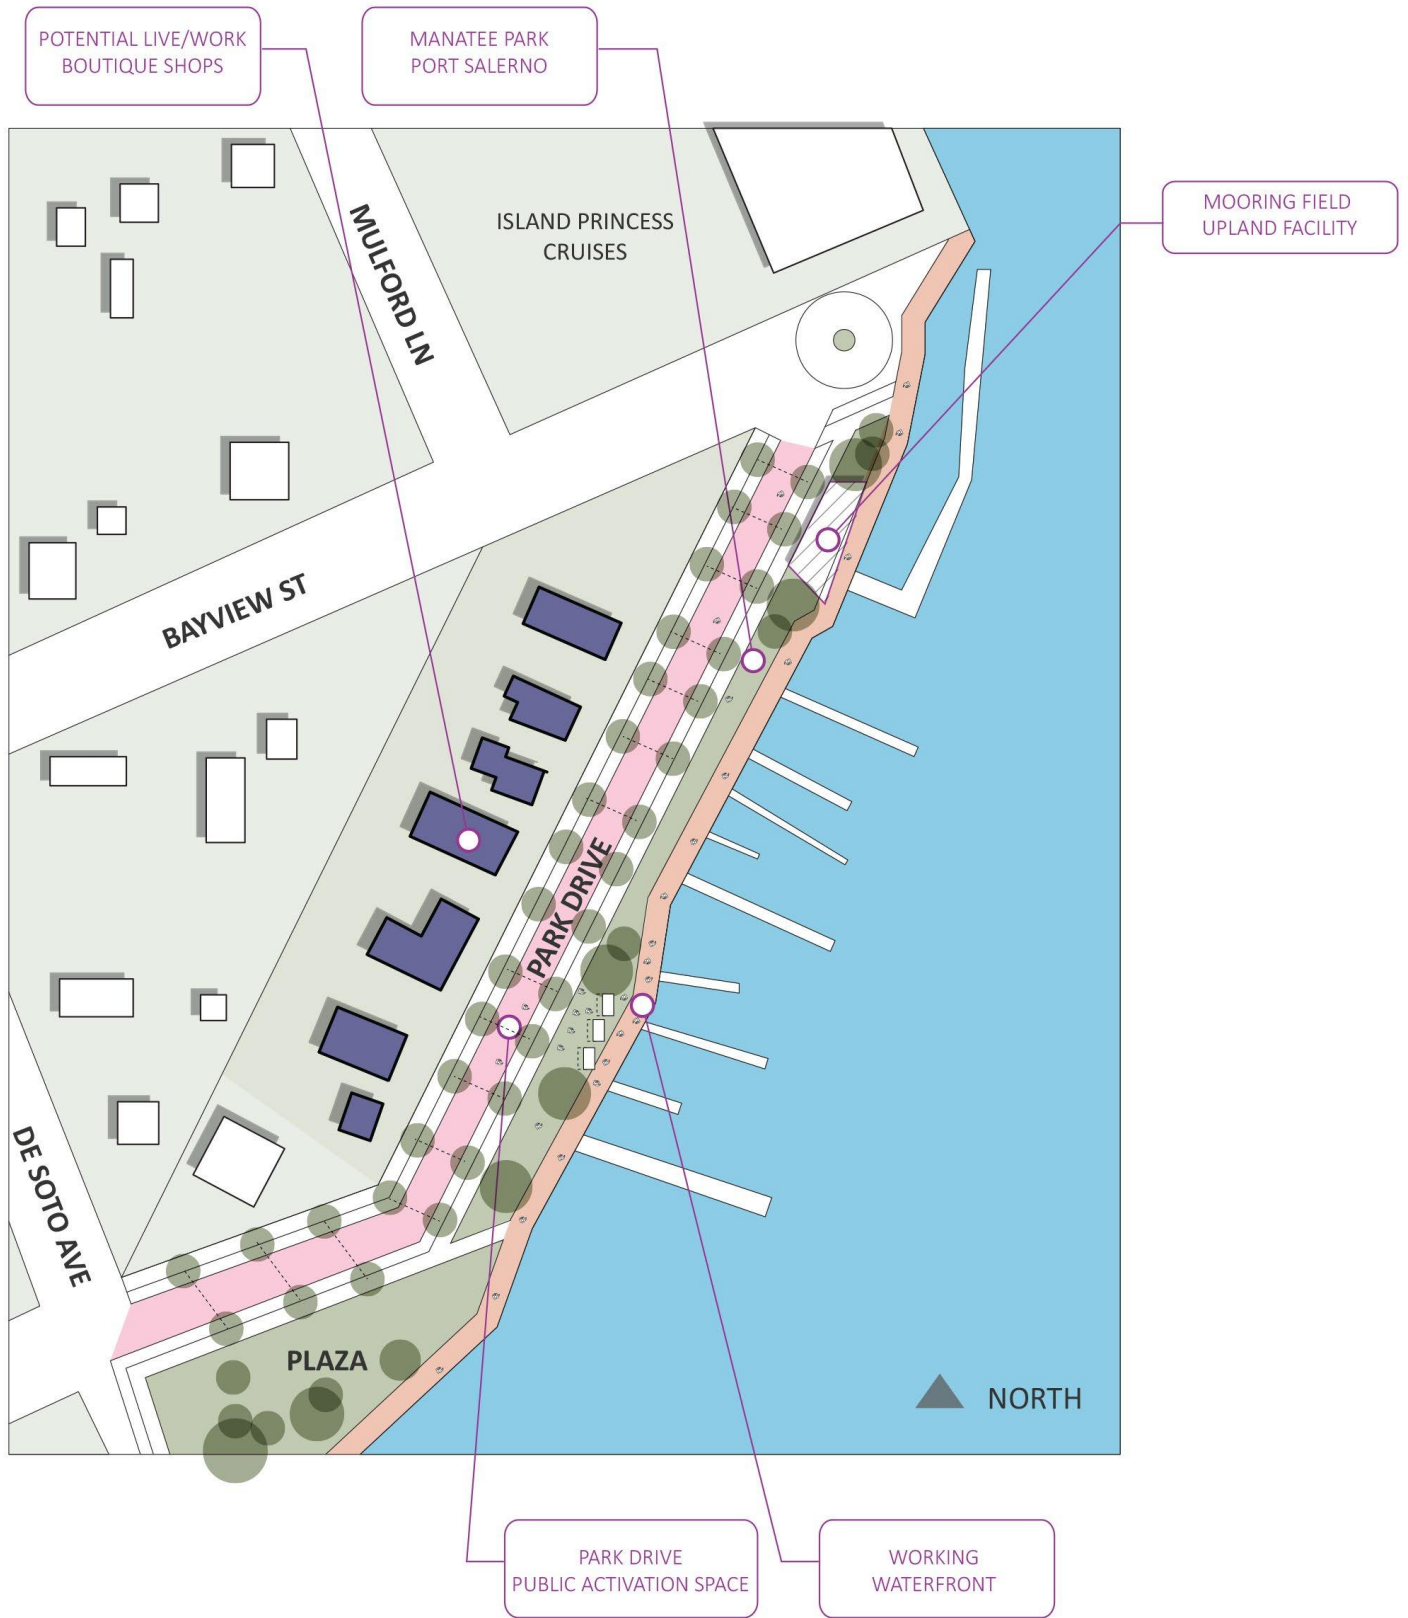 POTENTIAL LIVE/WORK
BOUTIQUE SHOPS
MANATEE PARK
PORT SALERNO
MOORING FIELD
UPLAND FACILITY
ISLAND PRINCESS
CRUISES
MULFORD LN
BAYVIEW ST
PARK DRIVE
DE SOTO AVE
PLAZA
NORTH
PARK DRIVE
PUBLIC ACTIVATION SPACE
WORKING
WATERFRONT